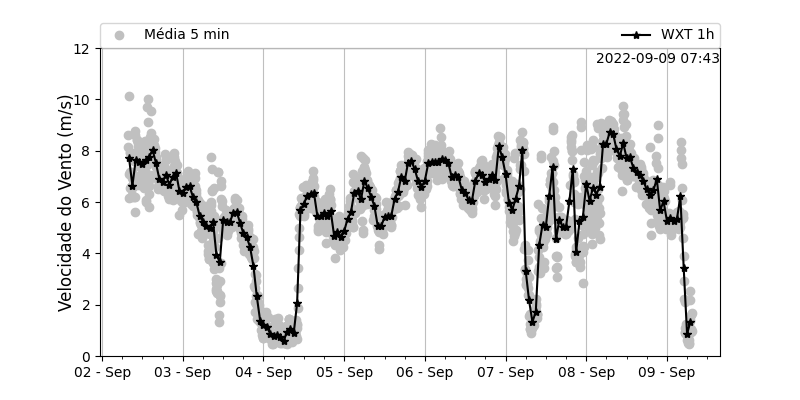 Média 5 min
WXT 1h
2022-09-09 07:43
Velocidade do Vento (m/s)
12
10
8
6
4
2
0
02 - Sep 03 - Sep 04 - Sep 05 - Sep 06 - Sep 07 - Sep 08 - Sep 09 - Sep